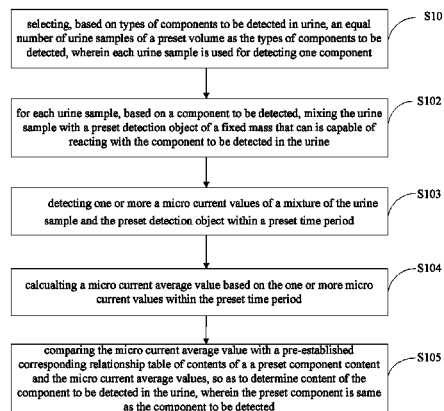 selecting, based on types of components to be detected in urine, an equal
number of urine samples of a preset volume as the types of components to be
detected, wherein each urine sample is used for detecting one component
S10
for each urine sample, based on a component to be detected, mixing the urine
sample with a preset detection object of a fixed mass that can is capable of
reacting with the component to be detected in the urine
S102
detecting one or more a micro current values of a mixture of the urine
sample and the preset detection object within a preset time period
S103
calcualting a micro current average value based on the one or more micro
current values within the preset time period
S104
comparing the micro current average value with a pre-established
corresponding relationship table of contents of a a preset component content
and the micro current average values, so as to determine content of the
component to be detected in the urine, wherein the preset component is same
as the component to be detected
S105